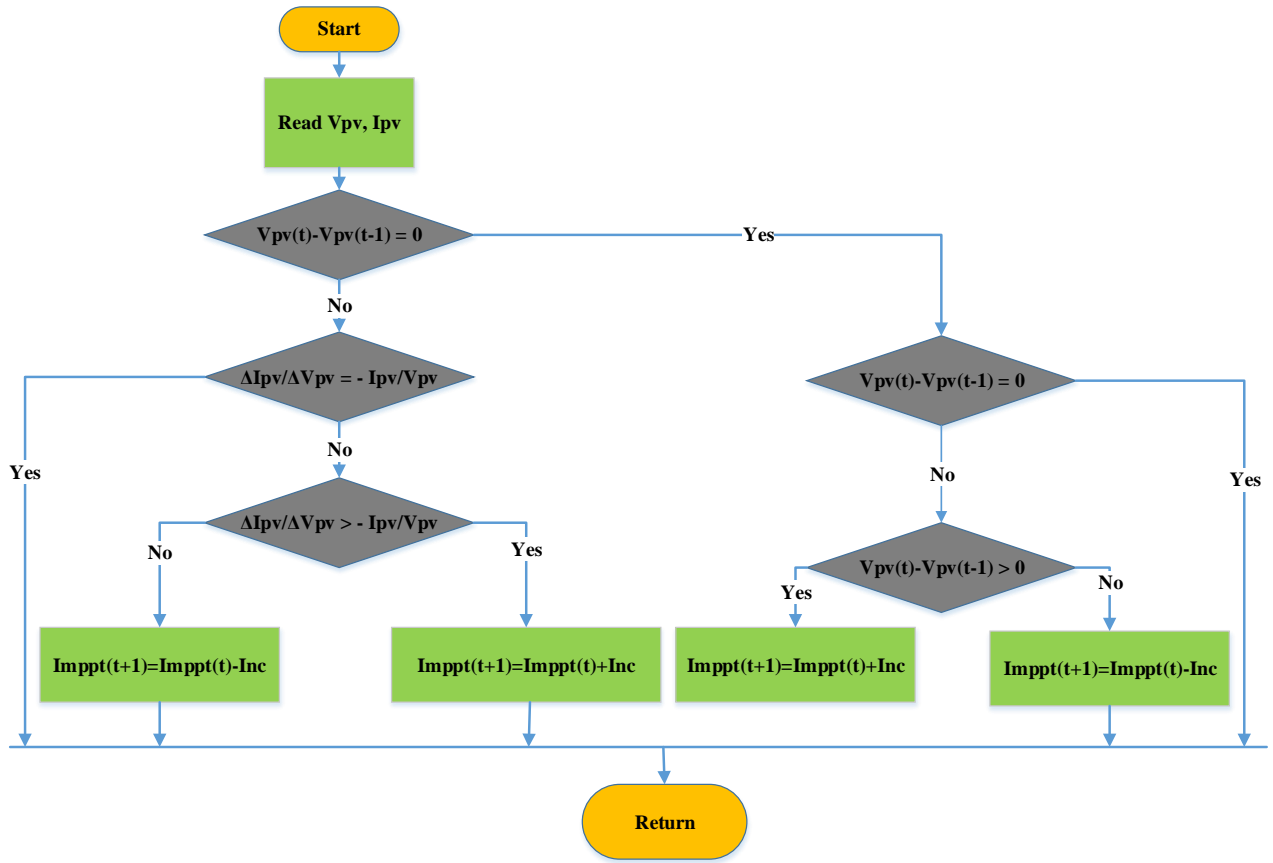 Start
Read Vpv, Ipv
Vpv(t)-Vpv(t-1) = 0
Yes
No
ΔIpv/ΔVpv = - Ipv/Vpv
Vpv(t)-Vpv(t-1) = 0
Yes
No
No
Yes
ΔIpv/ΔVpv > - Ipv/Vpv
No
Yes
Vpv(t)-Vpv(t-1) > 0
Yes
No
Imppt(t+1)=Imppt(t)-Inc
Imppt(t+1)=Imppt(t)+Inc
Imppt(t+1)=Imppt(t)+Inc
Imppt(t+1)=Imppt(t)-Inc
Return